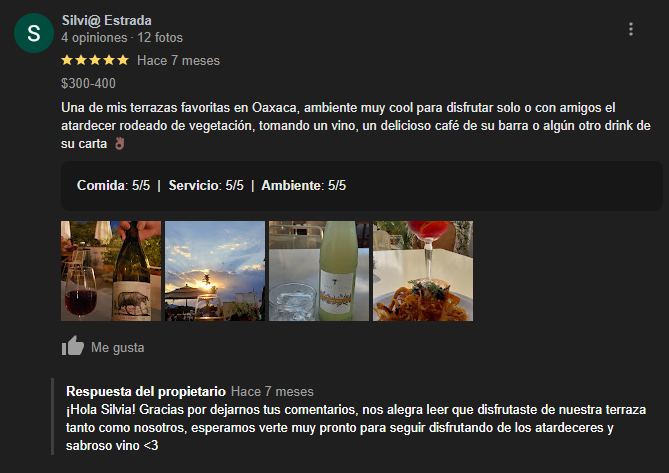 S
Silvi@ Estrada
4 opiniones · 12 fotos
Hace 7 meses
$300-400
Una de mis terrazas favoritas en Oaxaca, ambiente muy cool para disfrutar solo o con amigos el
atardecer rodeado de vegetación, tomando un vino, un delicioso café de su barra o algún otro drink de
su carta 👌🏾
Comida: 5/5 | Servicio: 5/5 | Ambiente: 5/5
Me gusta
Respuesta del propietario Hace 7 meses
¡Hola Silvia! Gracias por dejarnos tus comentarios, nos alegra leer que disfrutaste de nuestra terraza
tanto como nosotros, esperamos verte muy pronto para seguir disfrutando de los atardeceres y
sabroso vino <3